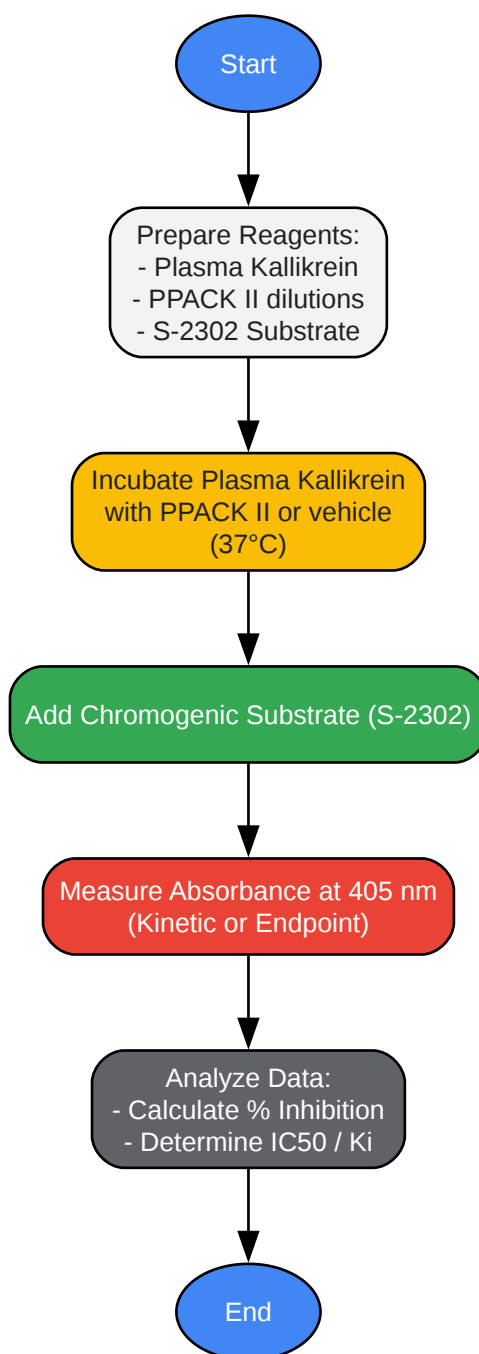 Start
Prepare Reagents:
- Plasma Kallikrein
- PPACK II dilutions
- S-2302 Substrate
Incubate Plasma Kallikrein
with PPACK II or vehicle
(37°C)
Add Chromogenic Substrate (S-2302)
Measure Absorbance at 405 nm
(Kinetic or Endpoint)
Analyze Data:
- Calculate % Inhibition
- Determine IC50 / Ki
End